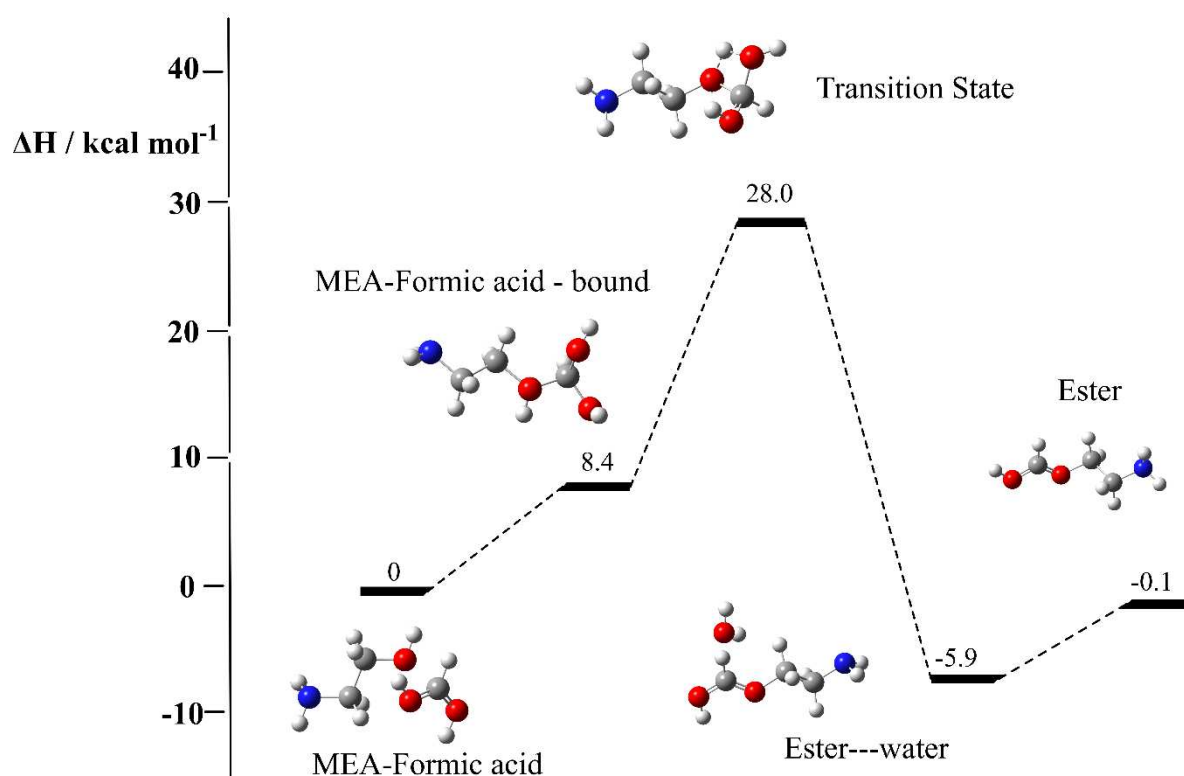 40
Transition State
ΔH / kcal mol-1
30
28.0
MEA-Formic acid - bound
20
Ester
10
8.4
0
0
-0.1
-5.9
-10
Ester---water
MEA-Formic acid